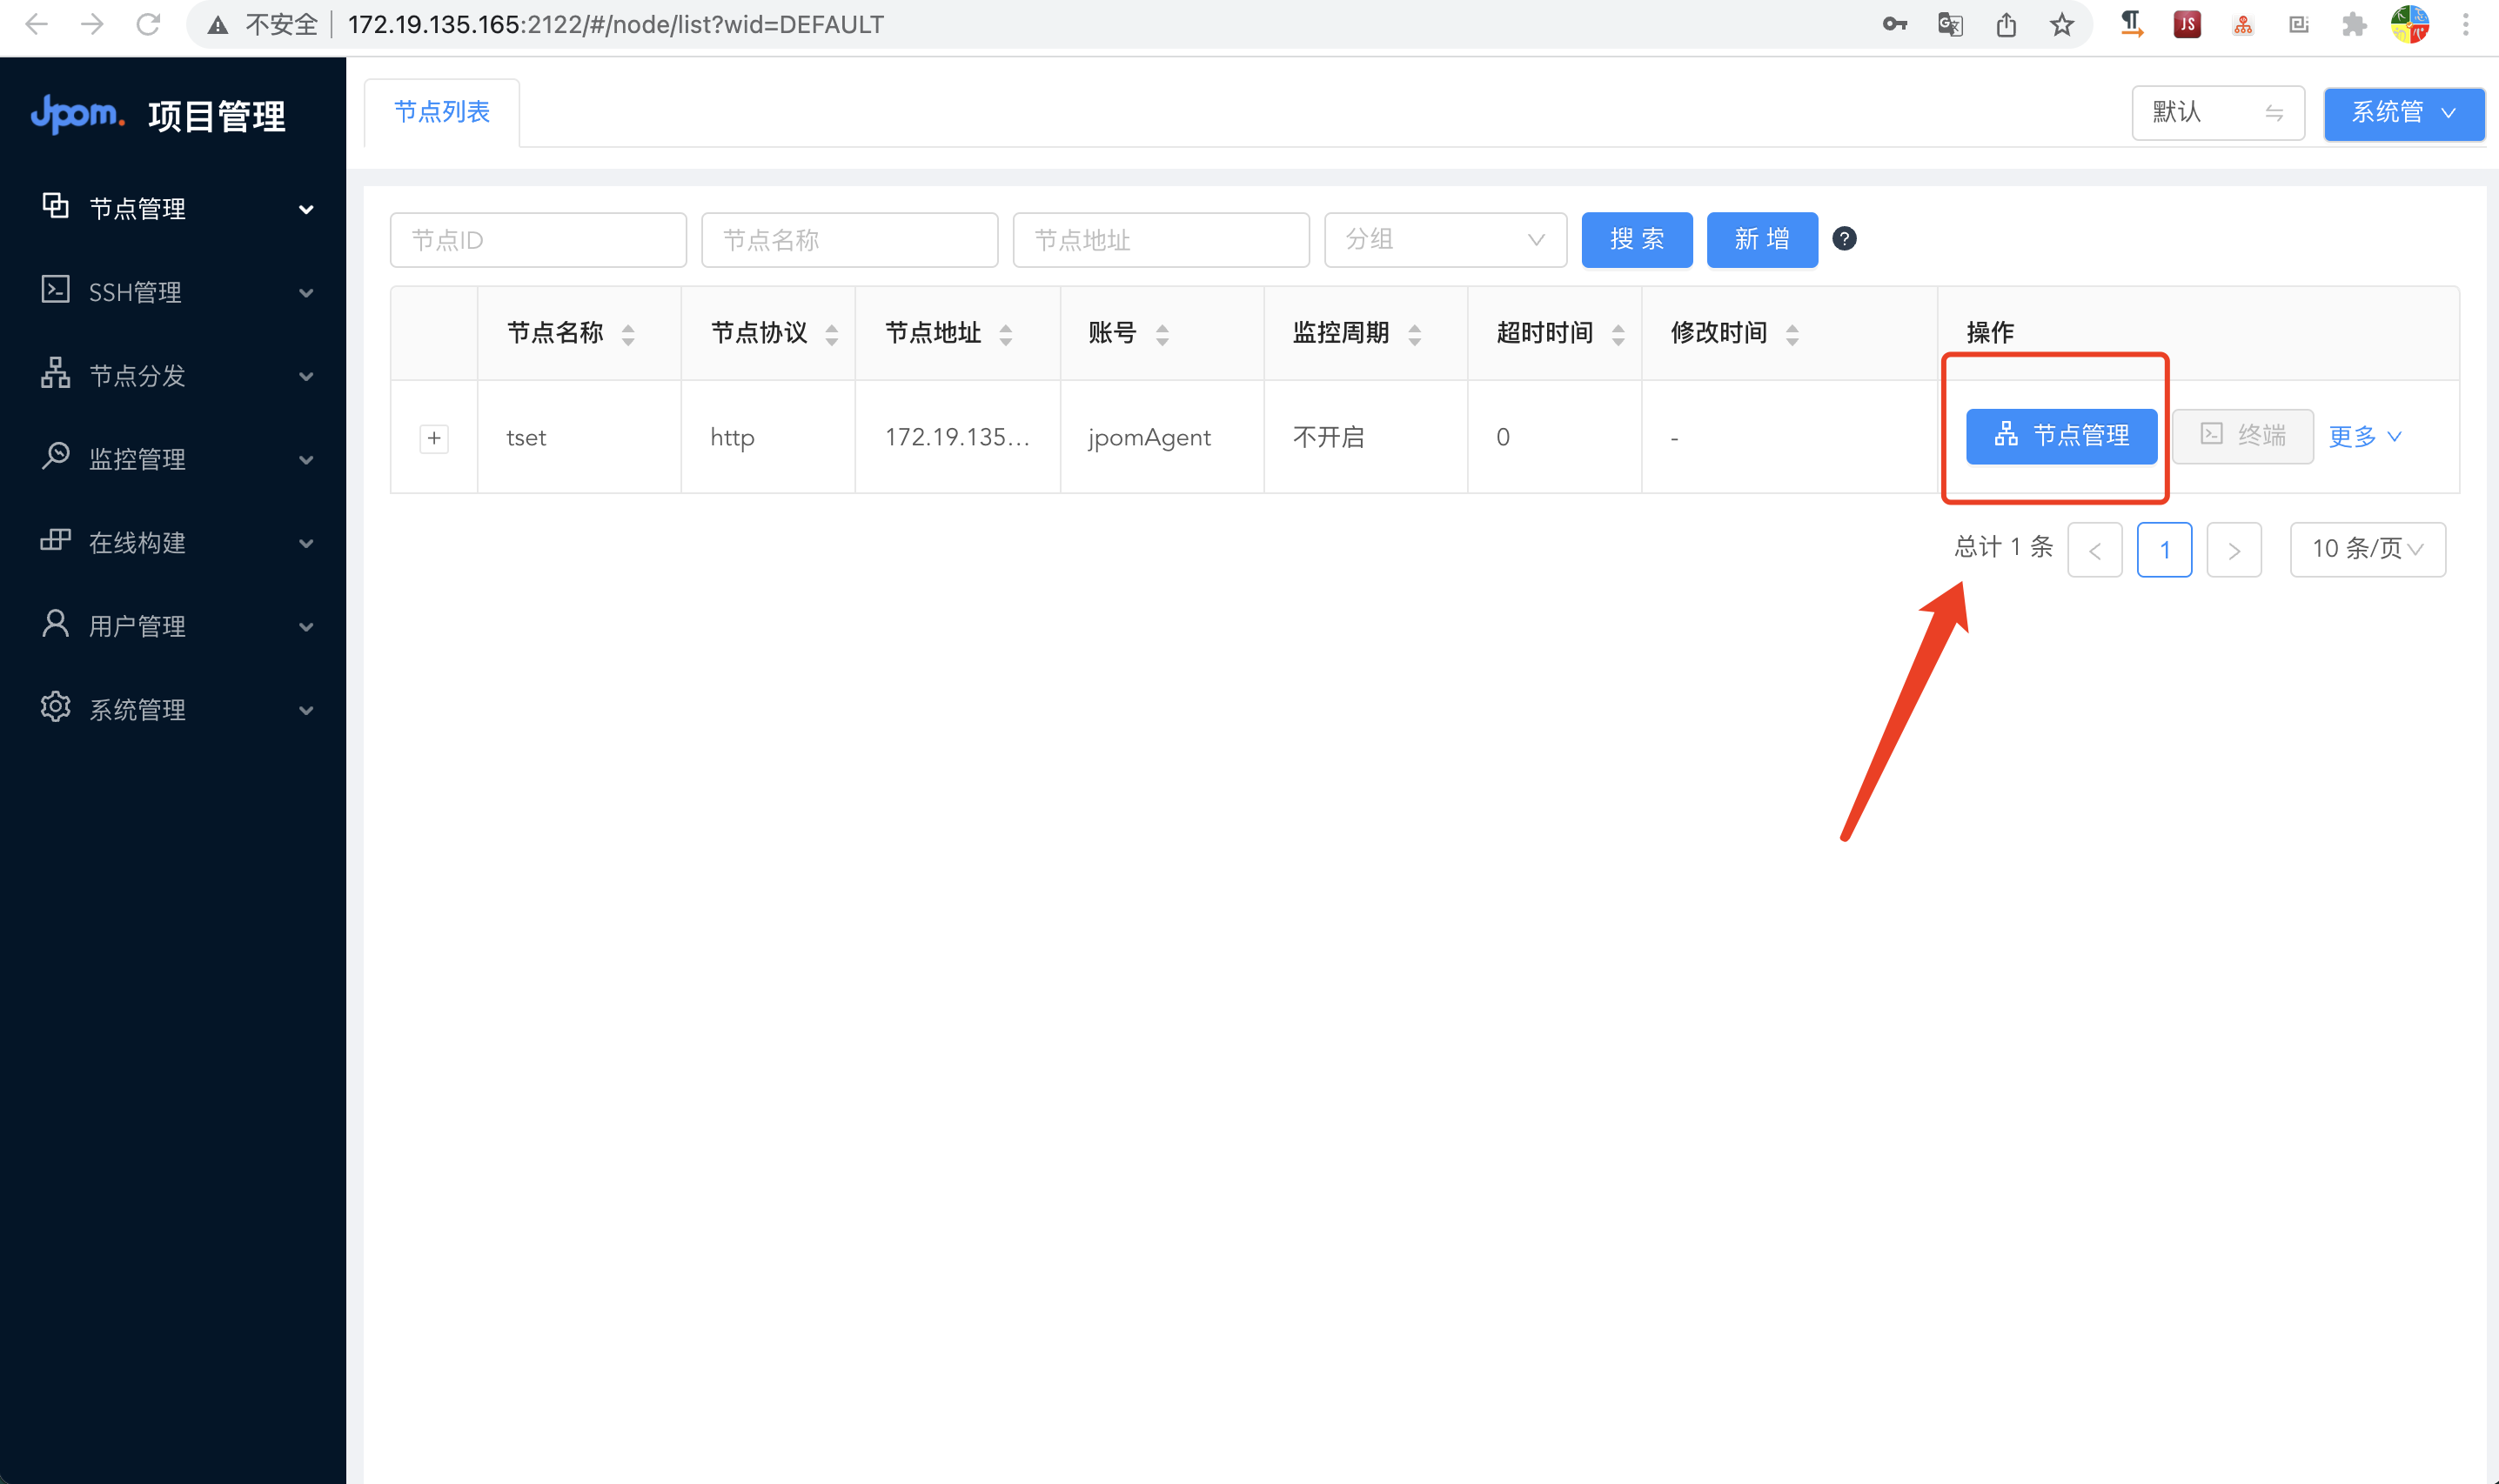 不安全 172.19.135.165:2122/#/node/list?wid=DEFAULT
JS
Jpom. 项目管理
节点管理
SSH管理
节点分发
监控管理
在线构建
用户管理
系统管理
节点列表
默认
系统管
节点ID 节点名称 节点地址 分组 搜 索 新 增 ?
节点名称 节点协议 节点地址 账号 监控周期 超时时间 修改时间 操作
tset http 172.19.135... jpomAgent 不开启 0 - 节点管理 终端 更多
总计 1 条 < 1 > 10 条/页